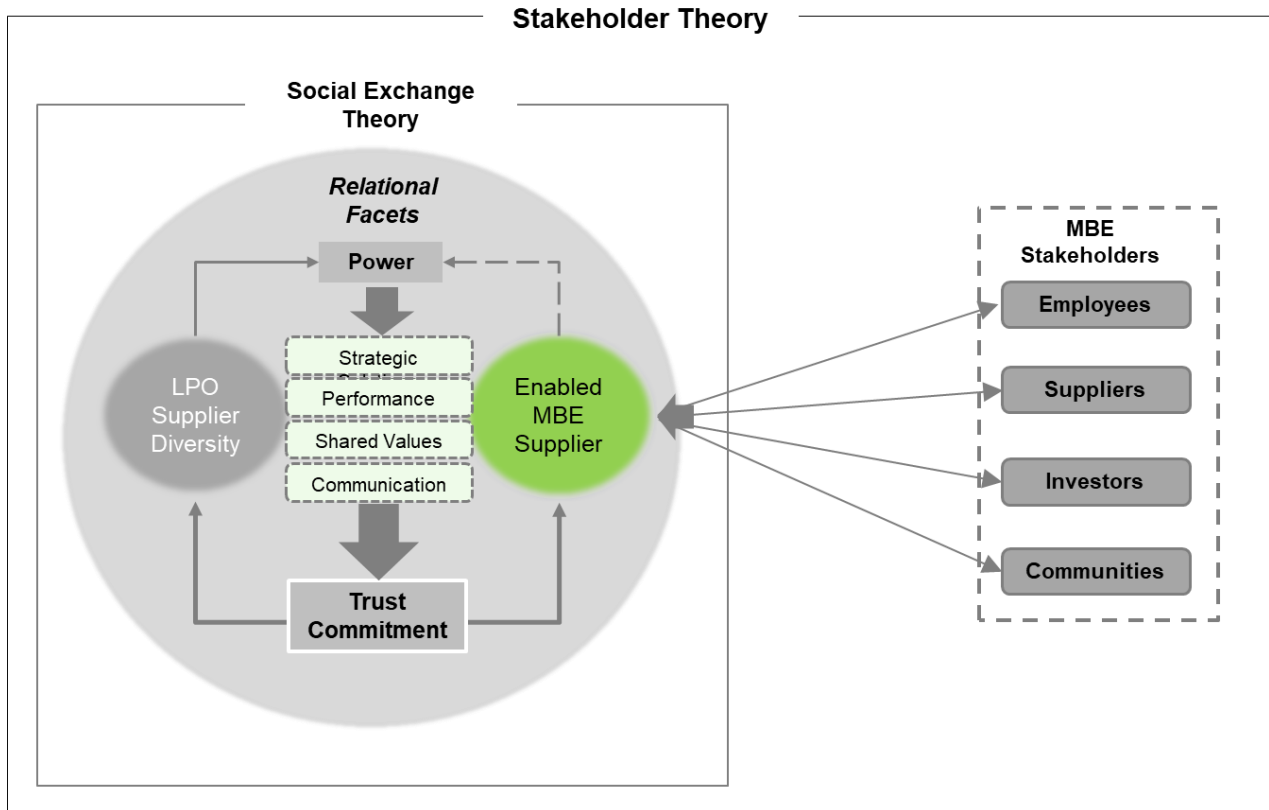 Stakeholder Theory
Social Exchange
Theory
Relational
Facets
Power
Strategic
Performance
Shared Values
Communication
LPO
Supplier
Diversity
Enabled
MBE
Supplier
Trust
Commitment
MBE
Stakeholders
Employees
Suppliers
Investors
Communities